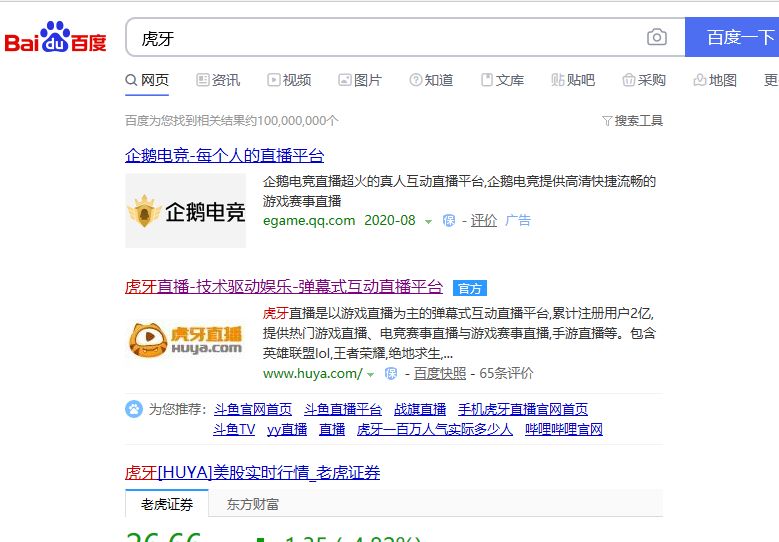 Bai du 百度 虎牙 百度一下
网页 资讯 视频 图片 知道 文库 贴吧 采购 地图 更
百度为您找到相关结果约100,000,000个 搜索工具
企鹅电竞-每个人的直播平台
企鹅电竞
企鹅电竞直播超火的真人互动直播平台,企鹅电竞提供高清快捷流畅的
游戏赛事直播
egame.qq.com 2020-08 保 - 评价 广告
虎牙直播-技术驱动娱乐-弹幕式互动直播平台 官方
虎牙直播
HUYA.com
虎牙直播是以游戏直播为主的弹幕式互动直播平台,累计注册用户2亿,
提供热门游戏直播、电竞赛事直播与游戏赛事直播,手游直播等。包含
英雄联盟lol,王者荣耀,绝地求生,...
www.huya.com/ 保 - 百度快照 - 65条评价
为您推荐: 斗鱼官网首页 斗鱼直播平台 战旗直播 手机虎牙直播官网首页
斗鱼TV yy直播 直播 虎牙一百万人气实际多少人 哔哩哔哩官网
虎牙[HUYA]美股实时行情_老虎证券
老虎证券 东方财富